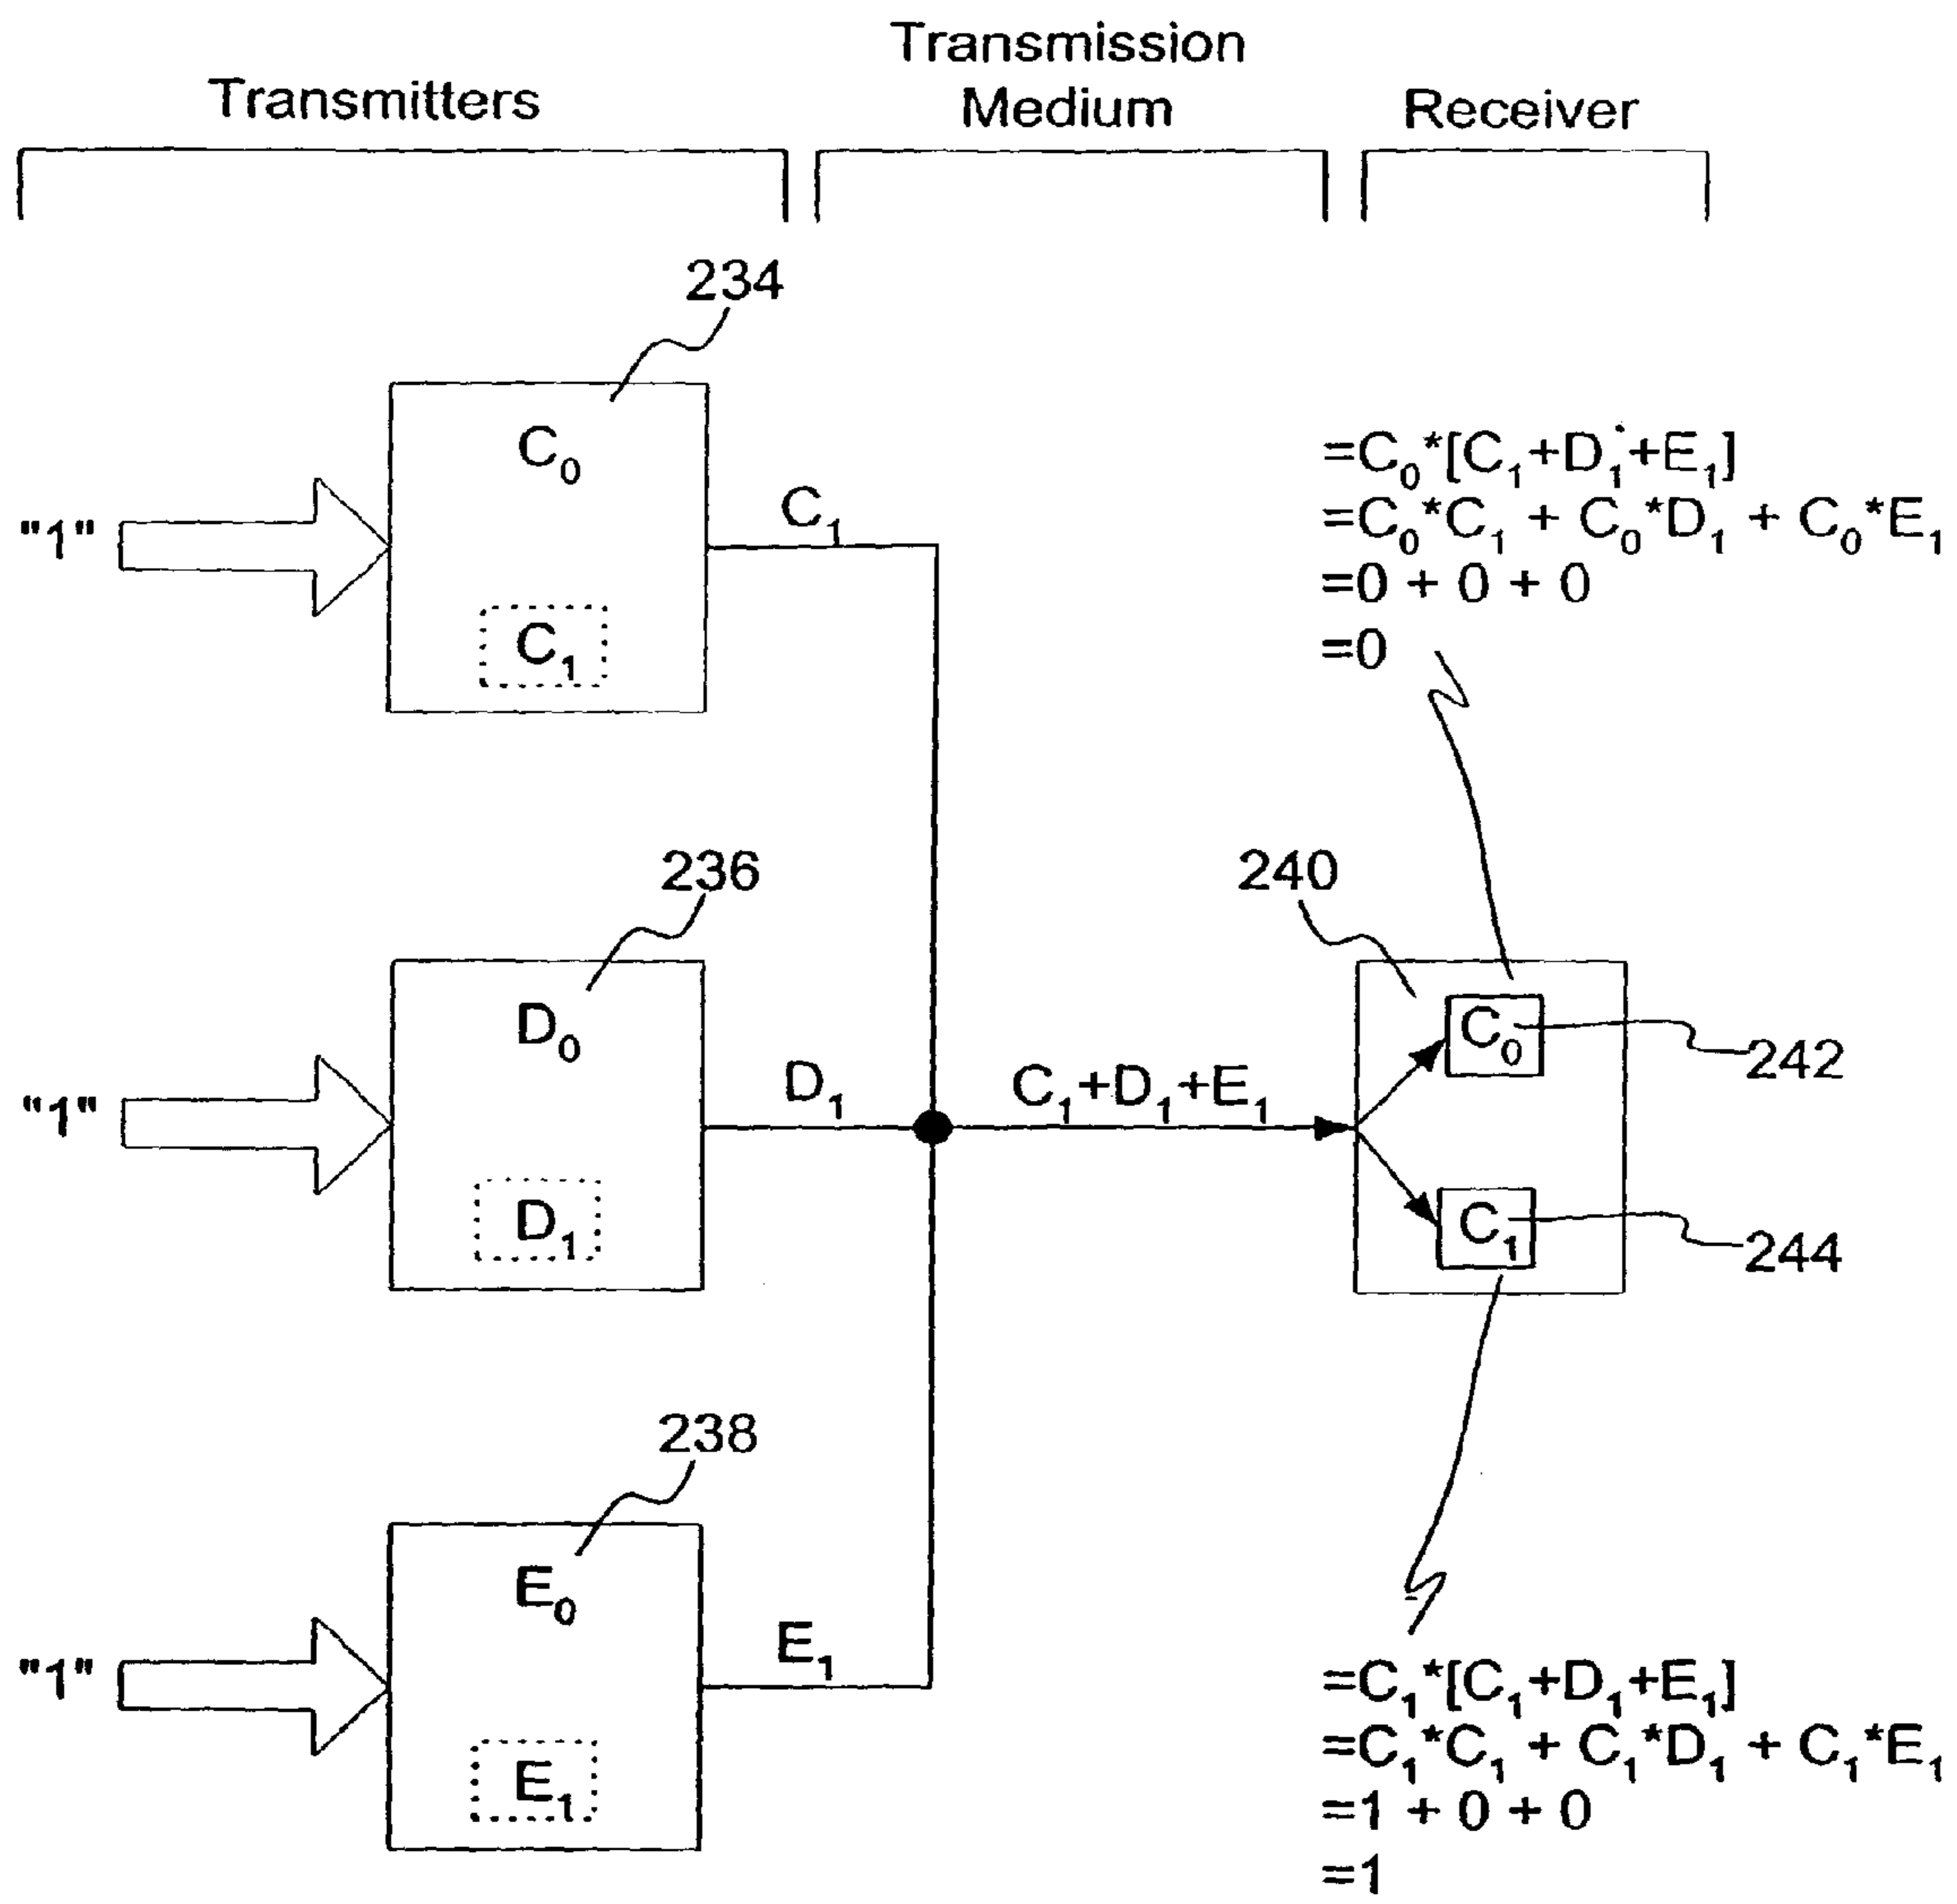 Transmitters
Transmission
Medium
Receiver
234
"1"
C₀
C₁
C₁
=C₀*[C₁+D₁+E₁]
=C₀*C₁ + C₀*D₁ + C₀*E₁
=0 + 0 + 0
=0
236
"1"
D₀
D₁
D₁
C₁+D₁+E₁
240
C₀
242
C₁
244
238
"1"
E₀
E₁
E₁
=C₁*[C₁+D₁+E₁]
=C₁*C₁ + C₁*D₁ + C₁*E₁
=1 + 0 + 0
=1